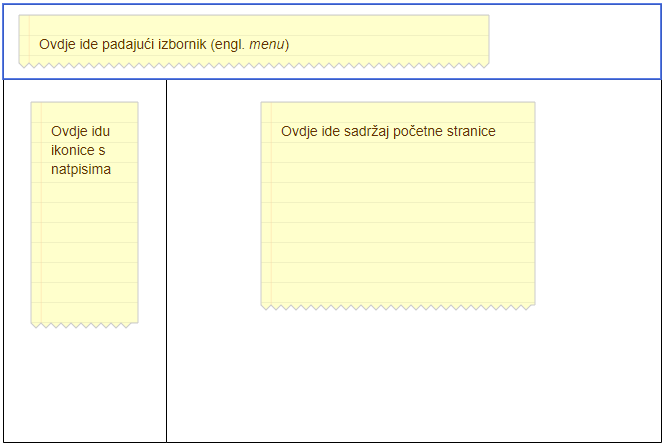 Ovdje ide padajući izbornik (engl. menu)
Ovdje idu
ikonice s
natpisima
Ovdje ide sadržaj početne stranice